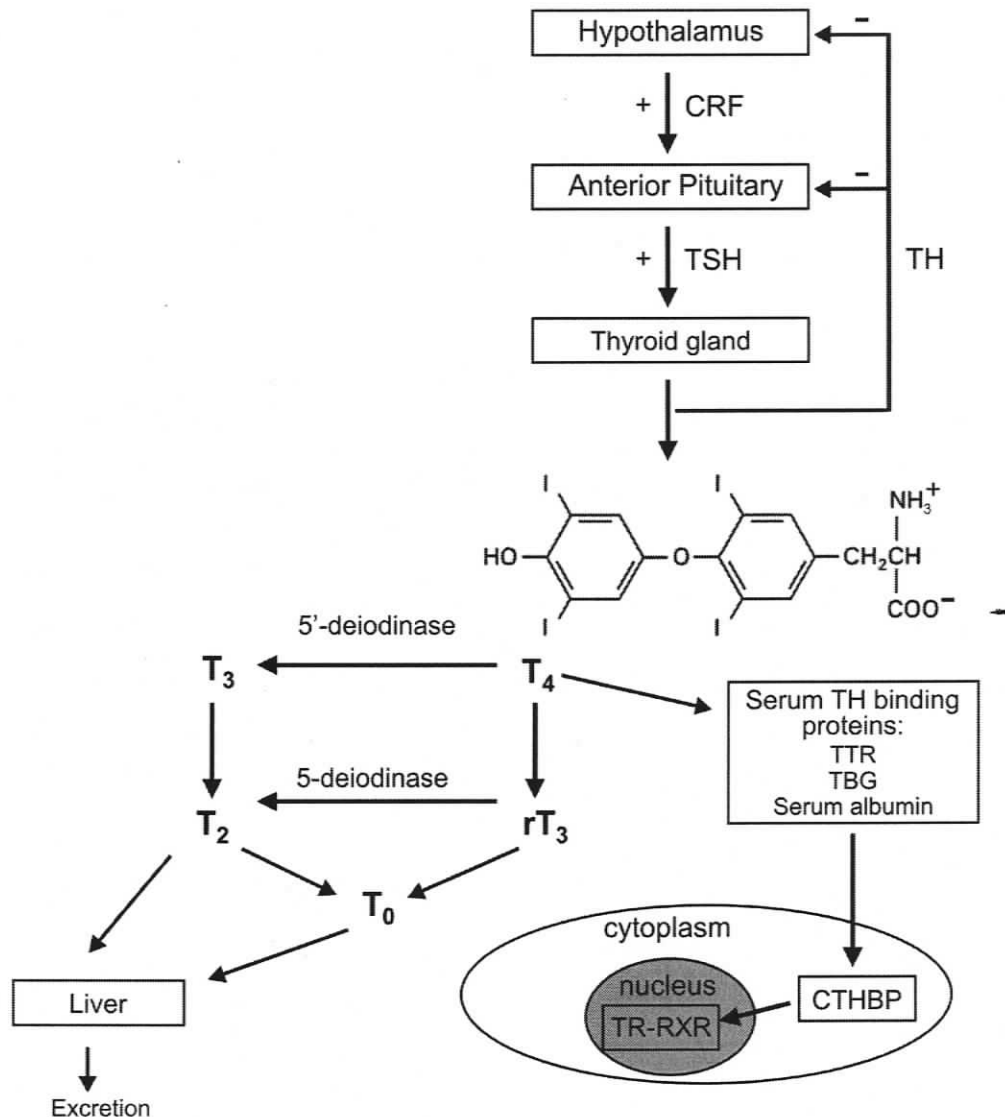 Hypothalamus
–
+ CRF
Anterior Pituitary
–
+ TSH
TH
Thyroid gland
I I NH₃⁺
HO O CH₂CH
I I COO⁻
5’-deiodinase
T₃ T₄
Serum TH binding
proteins:
TTR
TBG
Serum albumin
5-deiodinase
T₂ rT₃
T₀
cytoplasm
nucleus
CTHBP
TR-RXR
Liver
Excretion